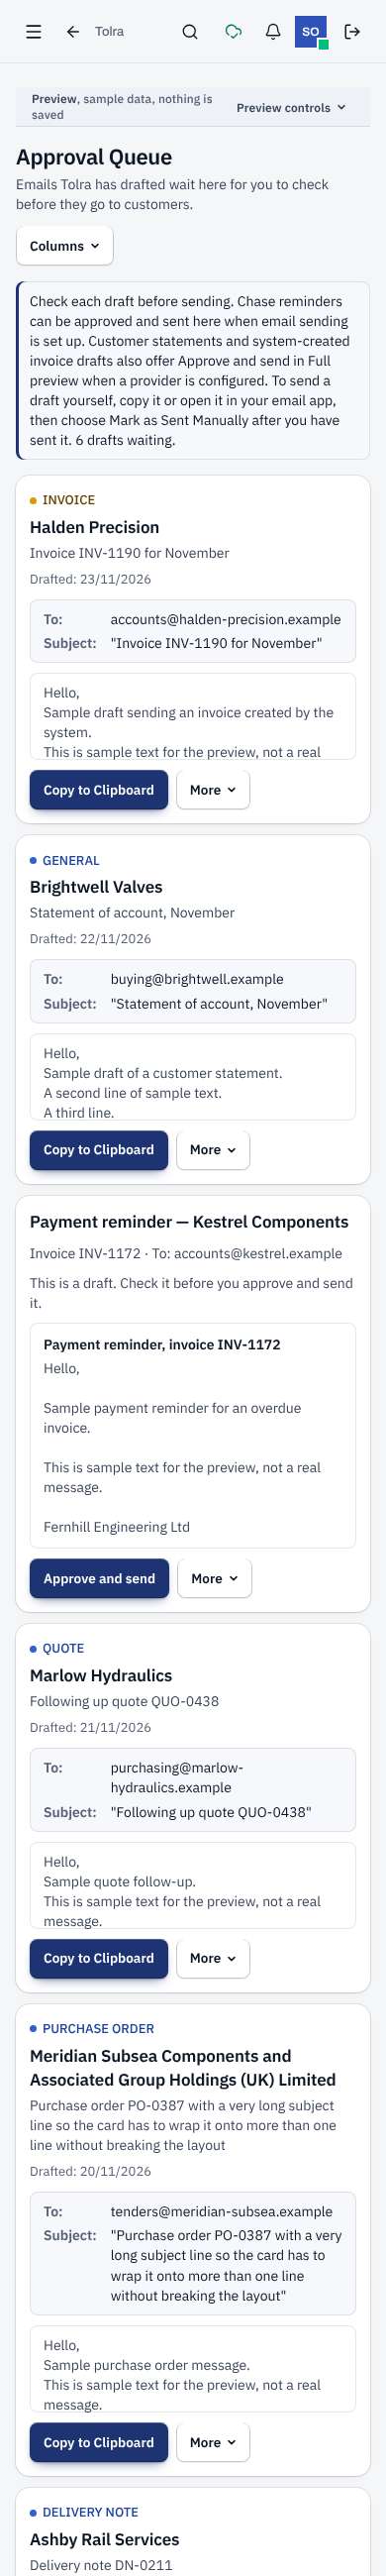 Tolra
SO
Preview, sample data, nothing is
saved
Preview controls
Approval Queue
Emails Tolra has drafted wait here for you to check
before they go to customers.
Columns
Check each draft before sending. Chase reminders
can be approved and sent here when email sending
is set up. Customer statements and system-created
invoice drafts also offer Approve and send in Full
preview when a provider is configured. To send a
draft yourself, copy it or open it in your email app,
then choose Mark as Sent Manually after you have
sent it. 6 drafts waiting.
INVOICE
Halden Precision
Invoice INV-1190 for November
Drafted: 23/11/2026
To: accounts@halden-precision.example
Subject: "Invoice INV-1190 for November"
Hello,
Sample draft sending an invoice created by the
system.
This is sample text for the preview, not a real
Copy to Clipboard
More
GENERAL
Brightwell Valves
Statement of account, November
Drafted: 22/11/2026
To: buying@brightwell.example
Subject: "Statement of account, November"
Hello,
Sample draft of a customer statement.
A second line of sample text.
A third line.
Copy to Clipboard
More
Payment reminder — Kestrel Components
Invoice INV-1172 · To: accounts@kestrel.example
This is a draft. Check it before you approve and send
it.
Payment reminder, invoice INV-1172
Hello,
Sample payment reminder for an overdue
invoice.
This is sample text for the preview, not a real
message.
Fernhill Engineering Ltd
Approve and send
More
QUOTE
Marlow Hydraulics
Following up quote QUO-0438
Drafted: 21/11/2026
To: purchasing@marlow-
hydraulics.example
Subject: "Following up quote QUO-0438"
Hello,
Sample quote follow-up.
This is sample text for the preview, not a real
message.
Copy to Clipboard
More
PURCHASE ORDER
Meridian Subsea Components and
Associated Group Holdings (UK) Limited
Purchase order PO-0387 with a very long subject
line so the card has to wrap it onto more than one
line without breaking the layout
Drafted: 20/11/2026
To: tenders@meridian-subsea.example
Subject: "Purchase order PO-0387 with a very
long subject line so the card has to
wrap it onto more than one line
without breaking the layout"
Hello,
Sample purchase order message.
This is sample text for the preview, not a real
message.
Copy to Clipboard
More
DELIVERY NOTE
Ashby Rail Services
Delivery note DN-0211